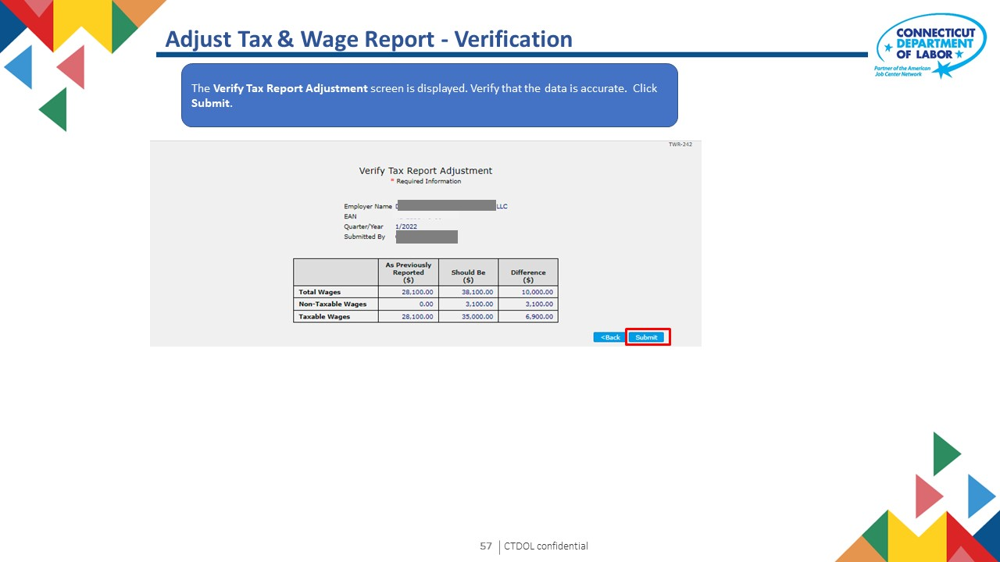 Adjust Tax & Wage Report - Verification
CONNECTICUT
DEPARTMENT
OF LABOR
Partner of the American
Job Center Network
The Verify Tax Report Adjustment screen is displayed. Verify that the data is accurate. Click
Submit.
TWR-242
Verify Tax Report Adjustment
* Required Information
Employer Name LLC
EAN
Quarter/Year 1/2022
Submitted By
As Previously Reported ($) Should Be ($) Difference ($)
Total Wages 28,100.00 38,100.00 10,000.00
Non-Taxable Wages 0.00 3,100.00 3,100.00
Taxable Wages 28,100.00 35,000.00 6,900.00
<Back Submit
57 CTDOL confidential